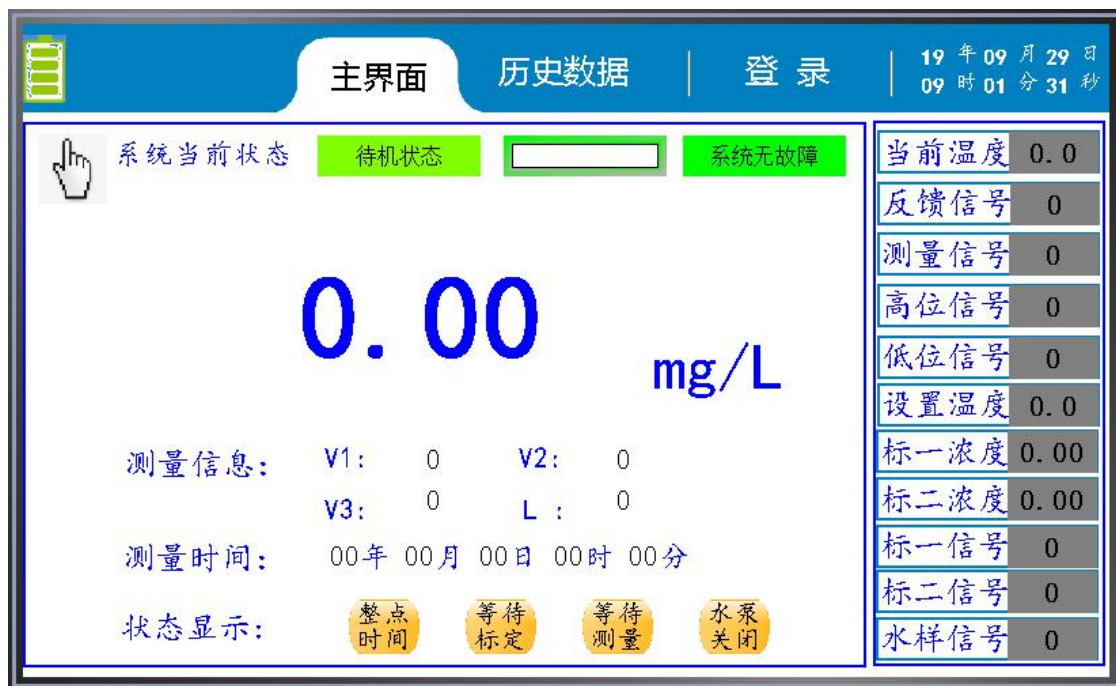 主界面
历史数据
登 录
19 年 09 月 29 日
09 时 01 分 31 秒
系统当前状态
待机状态
系统无故障
0.00
mg/L
测量信息:
V1: 0 V2: 0
V3: 0 L : 0
测量时间: 00年 00月 00日 00时 00分
状态显示:
整点
时间
等待
标定
等待
测量
水泵
关闭
当前温度 0.0
反馈信号 0
测量信号 0
高位信号 0
低位信号 0
设置温度 0.0
标一浓度 0.00
标二浓度 0.00
标一信号 0
标二信号 0
水样信号 0